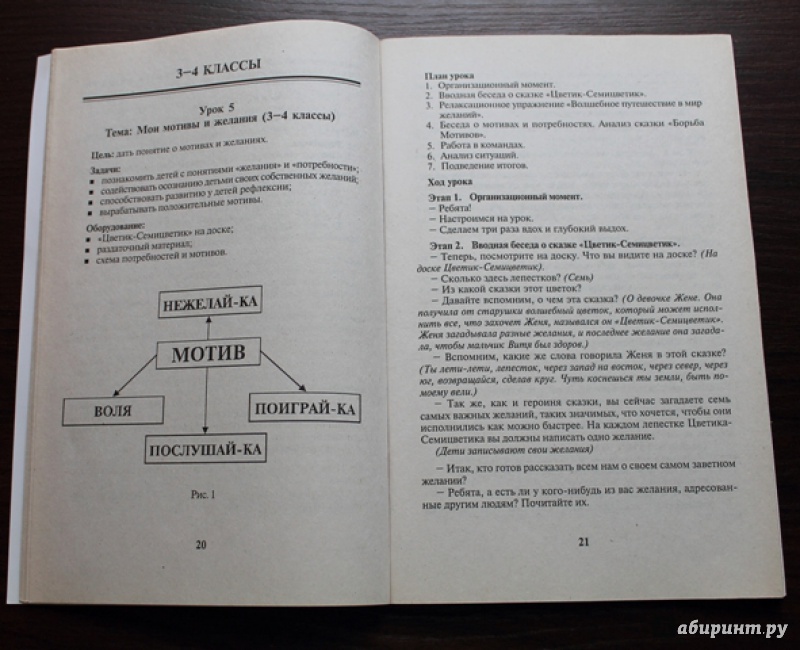 3–4 КЛАССЫ
Урок 5
Тема: Мои мотивы и желания (3–4 классы)
Цель: дать понятие о мотивах и желаниях.
Задачи:
▪ познакомить детей с понятиями «желания» и «потребности»;
▪ содействовать осознанию детьми своих собственных желаний;
▪ способствовать развитию у детей рефлексии;
▪ вырабатывать положительные мотивы.
Оборудование:
▪ «Цветик-Семицветик» на доске;
▪ раздаточный материал;
▪ схема потребностей и мотивов.
НЕЖЕЛАЙ-КА
МОТИВ
ВОЛЯ
ПОИГРАЙ-КА
ПОСЛУШАЙ-КА
Рис. 1
20
План урока
1. Организационный момент.
2. Вводная беседа о сказке «Цветик-Семицветик».
3. Релаксационное упражнение «Волшебное путешествие в мир
желаний».
4. Беседа о мотивах и потребностях. Анализ сказки «Борьба
Мотивов».
5. Работа в командах.
6. Анализ ситуаций.
7. Подведение итогов.
Ход урока
Этап 1. Организационный момент.
– Ребята!
– Настроимся на урок.
– Сделаем три раза вдох и глубокий выдох.
Этап 2. Вводная беседа о сказке «Цветик-Семицветик».
– Теперь, посмотрите на доску. Что вы видите на доске? (На
доске Цветик-Семицветик).
– Сколько здесь лепестков? (Семь)
– Из какой сказки этот цветок?
– Давайте вспомним, о чем эта сказка? (О девочке Жене. Она
получила от старушки волшебный цветок, который может испол-
нить все, что захочет Женя, назывался он «Цветик-Семицветик».
Женя загадывала разные желания, и последнее желание она загада-
ла, чтобы мальчик Витя был здоров.)
– Вспомним, какие же слова говорила Женя в этой сказке?
(Ты лети-лети, лепесток, через запад на восток, через север, через
юг, возвращайся, сделав круг. Чуть коснешься ты земли, быть по-
моему вели.)
– Так же, как и героиня сказки, вы сейчас загадаете семь
самых важных желаний, таких значимых, что хочется, чтобы они
исполнились как можно быстрее. На каждом лепестке Цветика-
Семицветика вы должны написать одно желание.
(Дети записывают свои желания)
– Итак, кто готов рассказать всем нам о своем самом заветном
желании?
– Ребята, а есть ли у кого-нибудь из вас желания, адресован-
ные другим людям? Почитайте их.
21
абиринт.ру